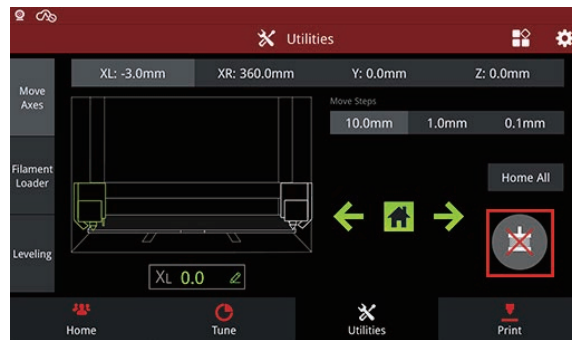 Utilities
XL: -3.0mm XR: 360.0mm Y: 0.0mm Z: 0.0mm
Move
Axes
Move Steps
10.0mm 1.0mm 0.1mm
Filament
Loader
Home All
Leveling
XL 0.0
Home Tune Utilities Print